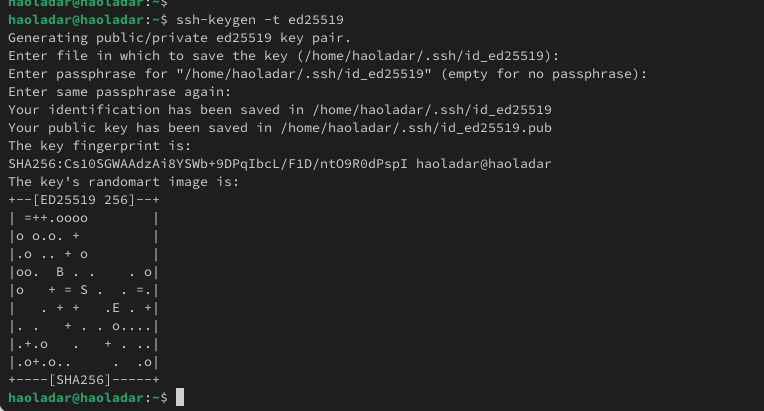 haoladar@haoladar:~$
haoladar@haoladar:~$ ssh-keygen -t ed25519
Generating public/private ed25519 key pair.
Enter file in which to save the key (/home/haoladar/.ssh/id_ed25519):
Enter passphrase for "/home/haoladar/.ssh/id_ed25519" (empty for no passphrase):
Enter same passphrase again:
Your identification has been saved in /home/haoladar/.ssh/id_ed25519
Your public key has been saved in /home/haoladar/.ssh/id_ed25519.pub
The key fingerprint is:
SHA256:Cs10SGWAAdzAi8YSWb+9DPqIbcL/F1D/ntO9R0dPspI haoladar@haoladar
The key's randomart image is:
+--[ED25519 256]--+
| =++.oooo        |
|o o.o. +         |
|.o .. + o        |
|oo.  B . .    . o|
|o   + = S .  . =.|
|   . + +   .E . +|
|. .   + . . o....|
|.+.o   .   + . ..|
|.o+.o..     .  .o|
+----[SHA256]-----+
haoladar@haoladar:~$